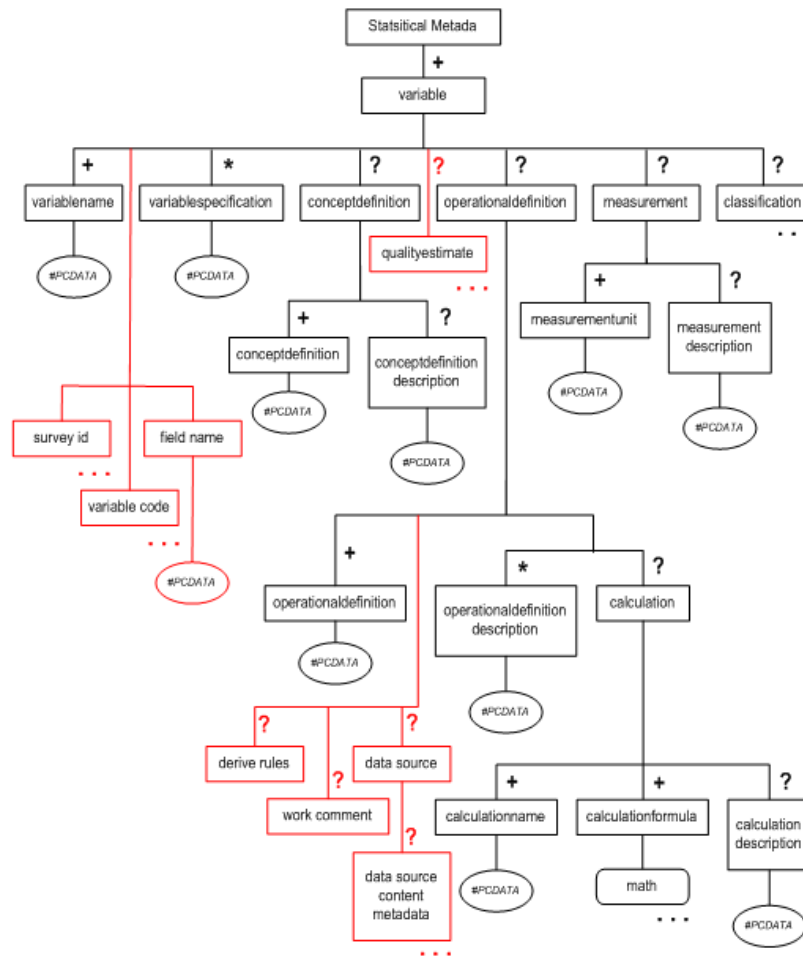 Statsitical Metada
+
variable
+
*
?
?
?
?
?
variablename
variablespecification
conceptdefinition
operationaldefinition
measurement
classification
. . .
qualityestimate
. . .
#PCDATA
#PCDATA
+
?
+
?
measurementunit
measurement
description
conceptdefinition
conceptdefinition
description
#PCDATA
#PCDATA
#PCDATA
#PCDATA
survey id
. . .
field name
variable code
. . .
#PCDATA
+
*
?
operationaldefinition
operationaldefinition
description
calculation
#PCDATA
#PCDATA
?
?
?
derive rules
data source
work comment
?
data source
content
metadata
. . .
+
+
?
calculationname
calculationformula
calculation
description
#PCDATA
math
. . .
#PCDATA